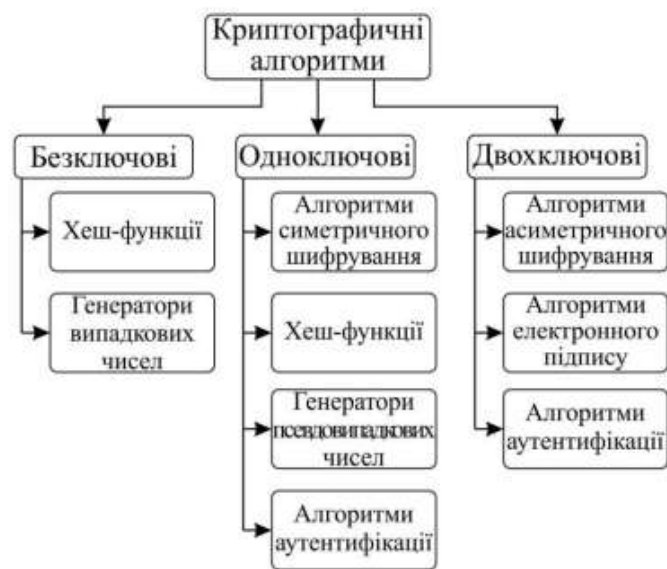 Криптографічні
алгоритми
Безключові
Хеш-функції
Генератори
випадкових
чисел
Одноключові
Алгоритми
симетричного
шифрування
Хеш-функції
Генератори
псевдовипадкових
чисел
Алгоритми
аутентифікації
Двохключові
Алгоритми
асиметричного
шифрування
Алгоритми
електронного
підпису
Алгоритми
аутентифікації